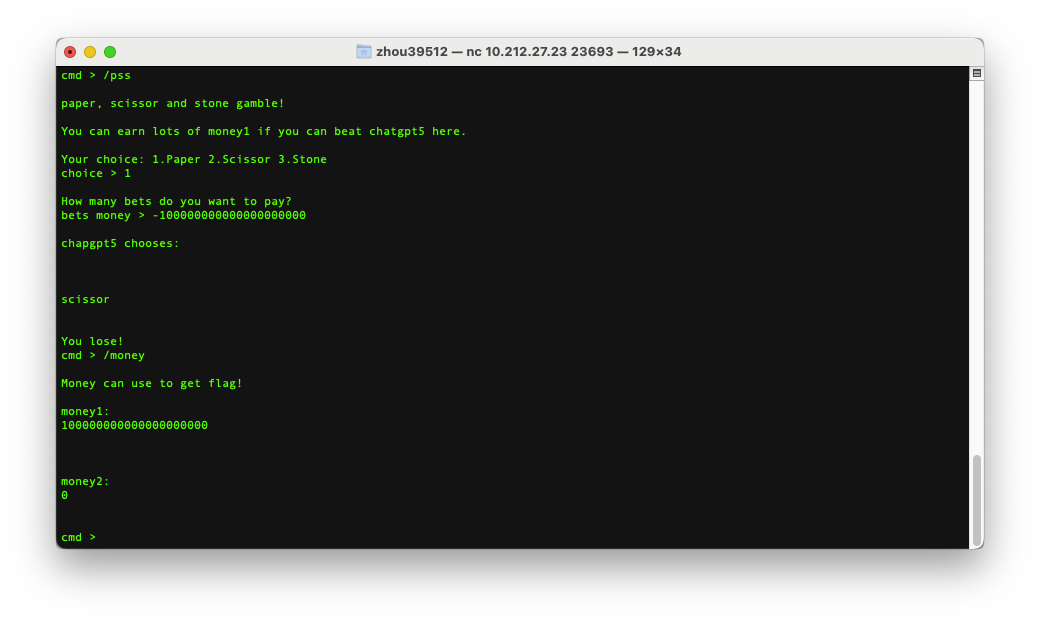 zhou39512 — nc 10.212.27.23 23693 — 129×34
cmd > /pss
paper, scissor and stone gamble!
You can earn lots of money1 if you can beat chatgpt5 here.
Your choice: 1.Paper 2.Scissor 3.Stone
choice > 1
How many bets do you want to pay?
bets money > -100000000000000000000
chapgpt5 chooses:
scissor
You lose!
cmd > /money
Money can use to get flag!
money1:
100000000000000000000
money2:
0
cmd >